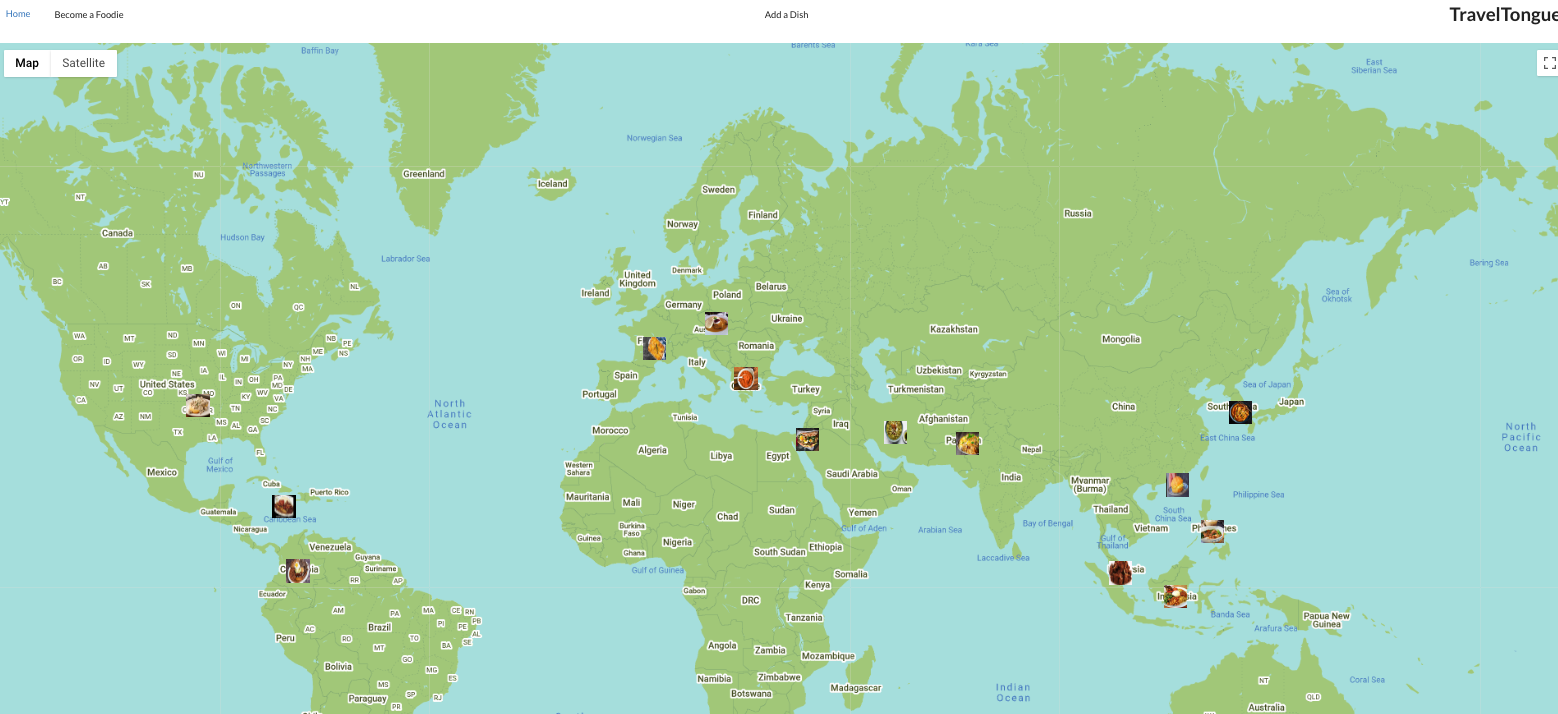 Home
Become a Foodie
Add a Dish
TravelTongue
Map
Satellite
Baffin Bay
Barents Sea
Kara Sea
East
Siberian Sea
Norwegian Sea
Northwestern
Passages
NU
Greenland
Iceland
Sweden
NT
YT
Finland
Russia
Norway
Canada
Hudson Bay
Labrador Sea
Bering Sea
AB
MB
BC
SK
NL
United
Kingdom
Denmark
Ireland
Poland
Belarus
Germany
Sea of
Okhotsk
ON
QC
Ukraine
Kazakhstan
Mongolia
WA
MT
ND
MN
NB
PE
NS
ME
OR
ID
WY
SD
WI
MI
NH
MA
NY
Romania
Italy
Spain
Portugal
Uzbekistan
Kyrgyzstan
Turkmenistan
Turkey
NV
UT
United States
CO
NE
KS
IA
IL
IN
OH
PA
MD
DE
WV
VA
KY
CA
AZ
NM
TN
NC
SC
MS
AL
GA
TX
LA
FL
Sea of Japan
Japan
China
East China Sea
North
Atlantic
Ocean
North
Pacific
Ocean
Tunisia
Syria
Iraq
Afghanistan
Morocco
Algeria
Libya
Egypt
Nepal
Western
Sahara
Saudi Arabia
India
Oman
Myanmar
(Burma)
Gulf of
Mexico
Mexico
Cuba
Puerto Rico
Guatemala
Caribbean Sea
Nicaragua
Mauritania
Mali
Niger
Chad
Sudan
Yemen
Gulf of Aden
Arabian Sea
Bay of Bengal
Thailand
Vietnam
South
China Sea
Philippine Sea
Gulf of
Thailand
Laccadive Sea
Burkina
Faso
Guinea
Ghana
Nigeria
South Sudan
Ethiopia
Somalia
Gulf of Guinea
Venezuela
Guyana
Suriname
RR
AP
Ecuador
Gabon
DRC
Kenya
Tanzania
AM
PA
MA
CE
RN
PB
PI
PE
AL
SE
AC
RO
TO
BA
Brazil
Peru
MT
GO
MG
ES
Bolivia
MS
SP
RJ
Paraguay
PR
Angola
Zambia
Mozambique
Namibia
Zimbabwe
Botswana
Madagascar
Indian
Ocean
Banda Sea
Arafura Sea
Papua New
Guinea
Coral Sea
NT
QLD
Australia